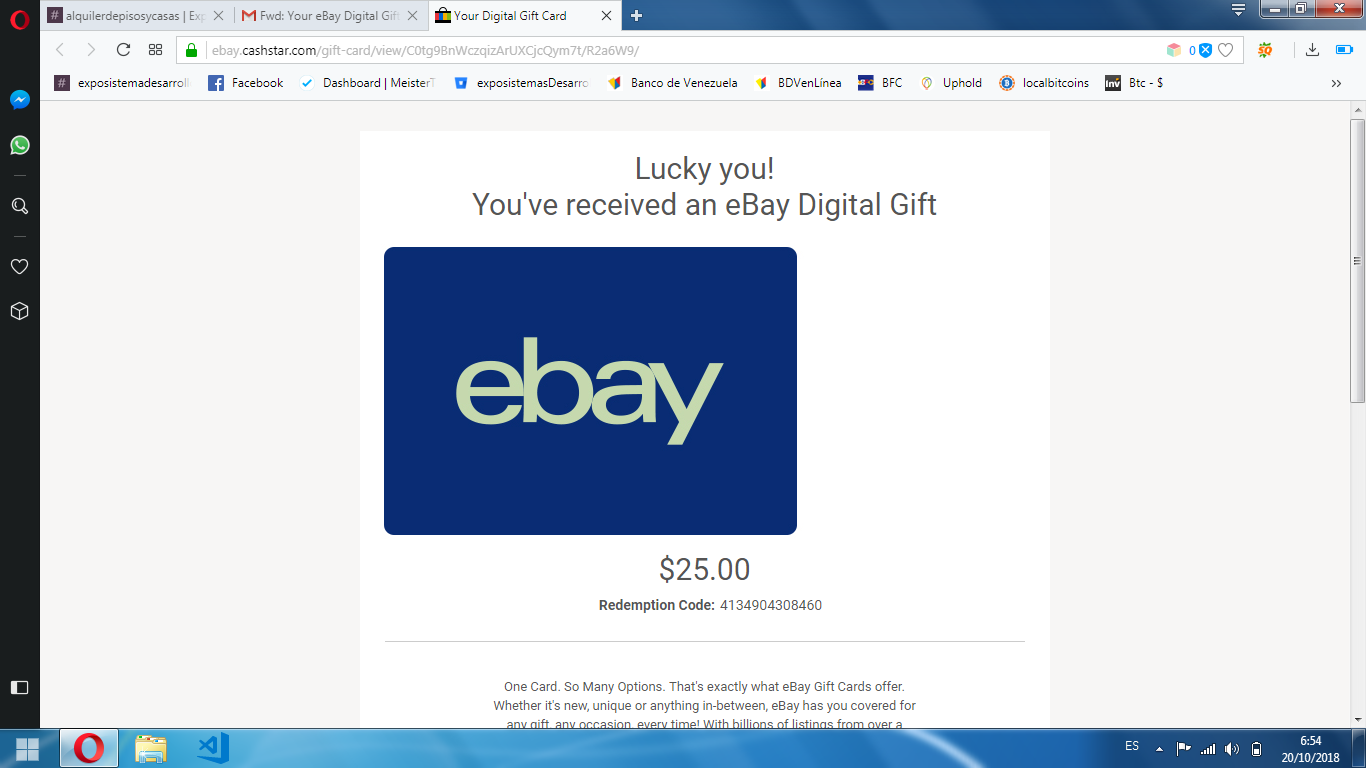 alquilerdepisosycasas | Exp
Fwd: Your eBay Digital Gift
Your Digital Gift Card
ebay.cashstar.com/gift-card/view/C0tg9BnWczqizArUXCjcQym7t/R2a6W9/
0
SQ
exposistemadesarroll
Facebook
Dashboard | MeisterT
exposistemasDesarro
Banco de Venezuela
BDVenLínea
BFC
Uphold
localbitcoins
Inv
Btc - $
Lucky you!
You've received an eBay Digital Gift
ebay
$25.00
Redemption Code: 4134904308460
One Card. So Many Options. That's exactly what eBay Gift Cards offer.
Whether it's new, unique or anything in-between, eBay has you covered for
any gift, any occasion, every time! With billions of listings from over a
ES
6:54
20/10/2018